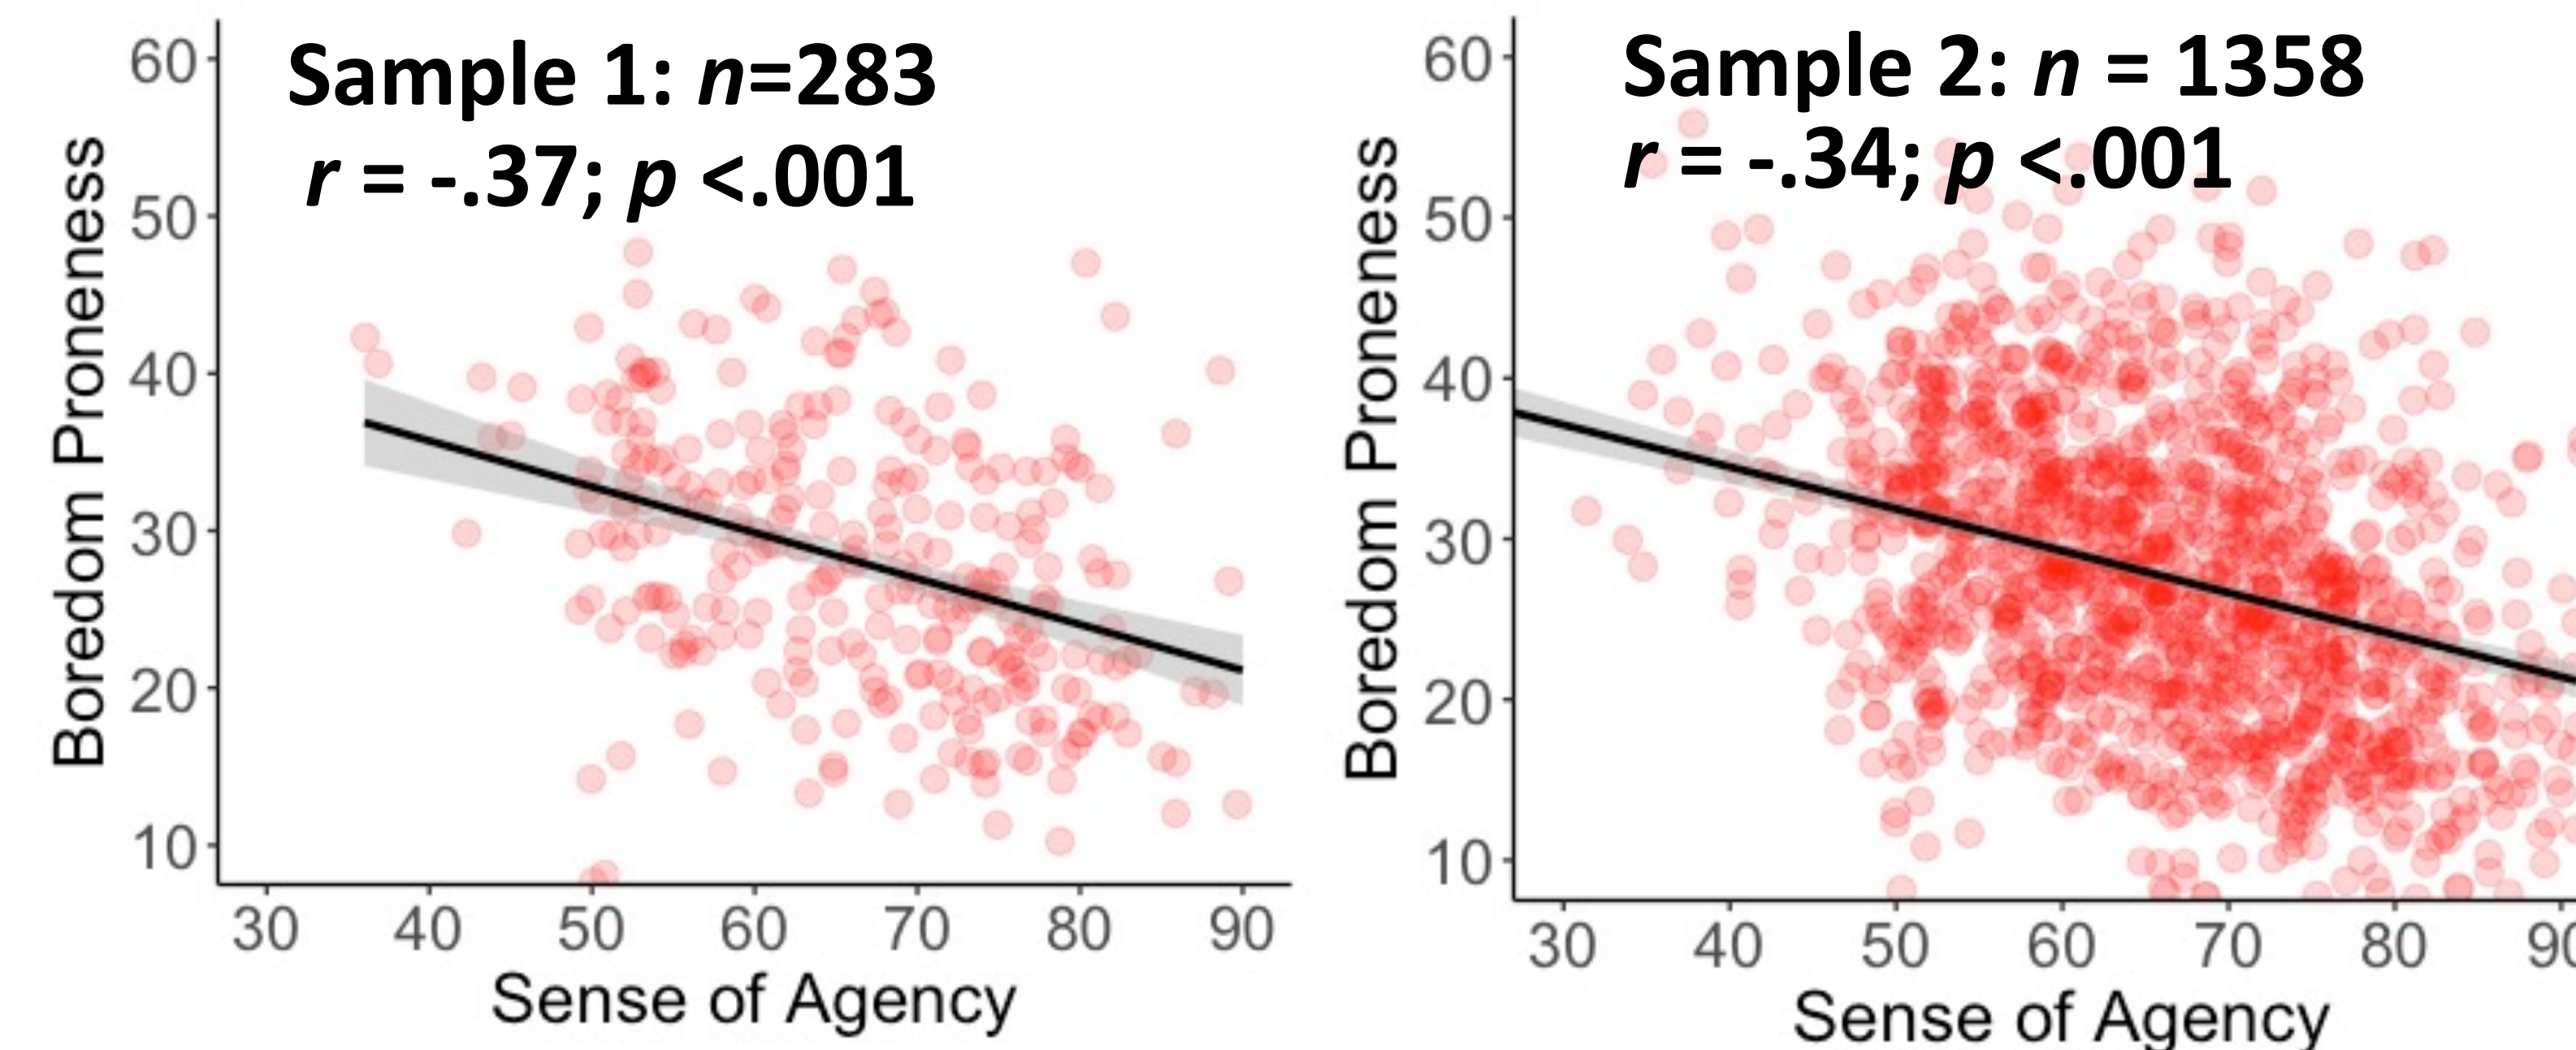 Sample 1: n=283
r = -.37; p <.001
60
50
40
30
20
10
Boredom Proneness
30 40 50 60 70 80 90
Sense of Agency
Sample 2: n = 1358
r = -.34; p <.001
60
50
40
30
20
10
Boredom Proneness
30 40 50 60 70 80 90
Sense of Agency